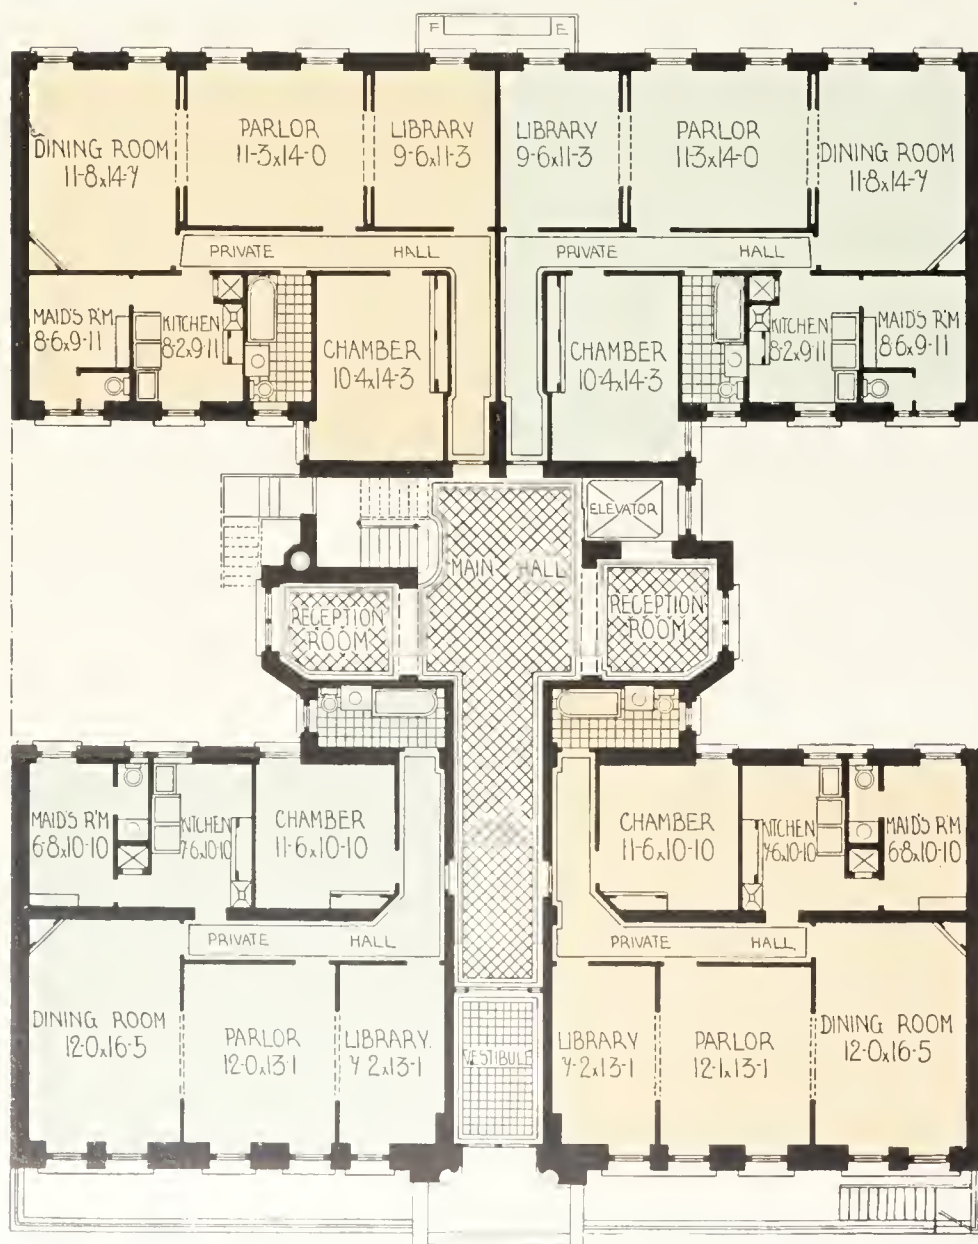 F E
DINING ROOM
11-8x14-7
PARLOR
11-3x14-0
LIBRARY
9-6x11-3
LIBRARY
9-6x11-3
PARLOR
11-3x14-0
DINING ROOM
11-8x14-7
PRIVATE HALL
PRIVATE HALL
MAID'S R'M
8-6x9-11
KITCHEN
8-2x9-11
CHAMBER
10-4x14-3
CHAMBER
10-4x14-3
KITCHEN
8-2x9-11
MAID'S R'M
8-6x9-11
ELEVATOR
MAIN HALL
RECEPTION
ROOM
RECEPTION
ROOM
MAID'S R'M
6-8x10-10
KITCHEN
7-6x10-10
CHAMBER
11-6x10-10
CHAMBER
11-6x10-10
KITCHEN
7-6x10-10
MAID'S R'M
6-8x10-10
PRIVATE HALL
PRIVATE HALL
DINING ROOM
12-0x16-5
PARLOR
12-0x13-1
LIBRARY.
7-2x13-1
VESTIBULE
LIBRARY
7-2x13-1
PARLOR
12-1x13-1
DINING ROOM
12-0x16-5